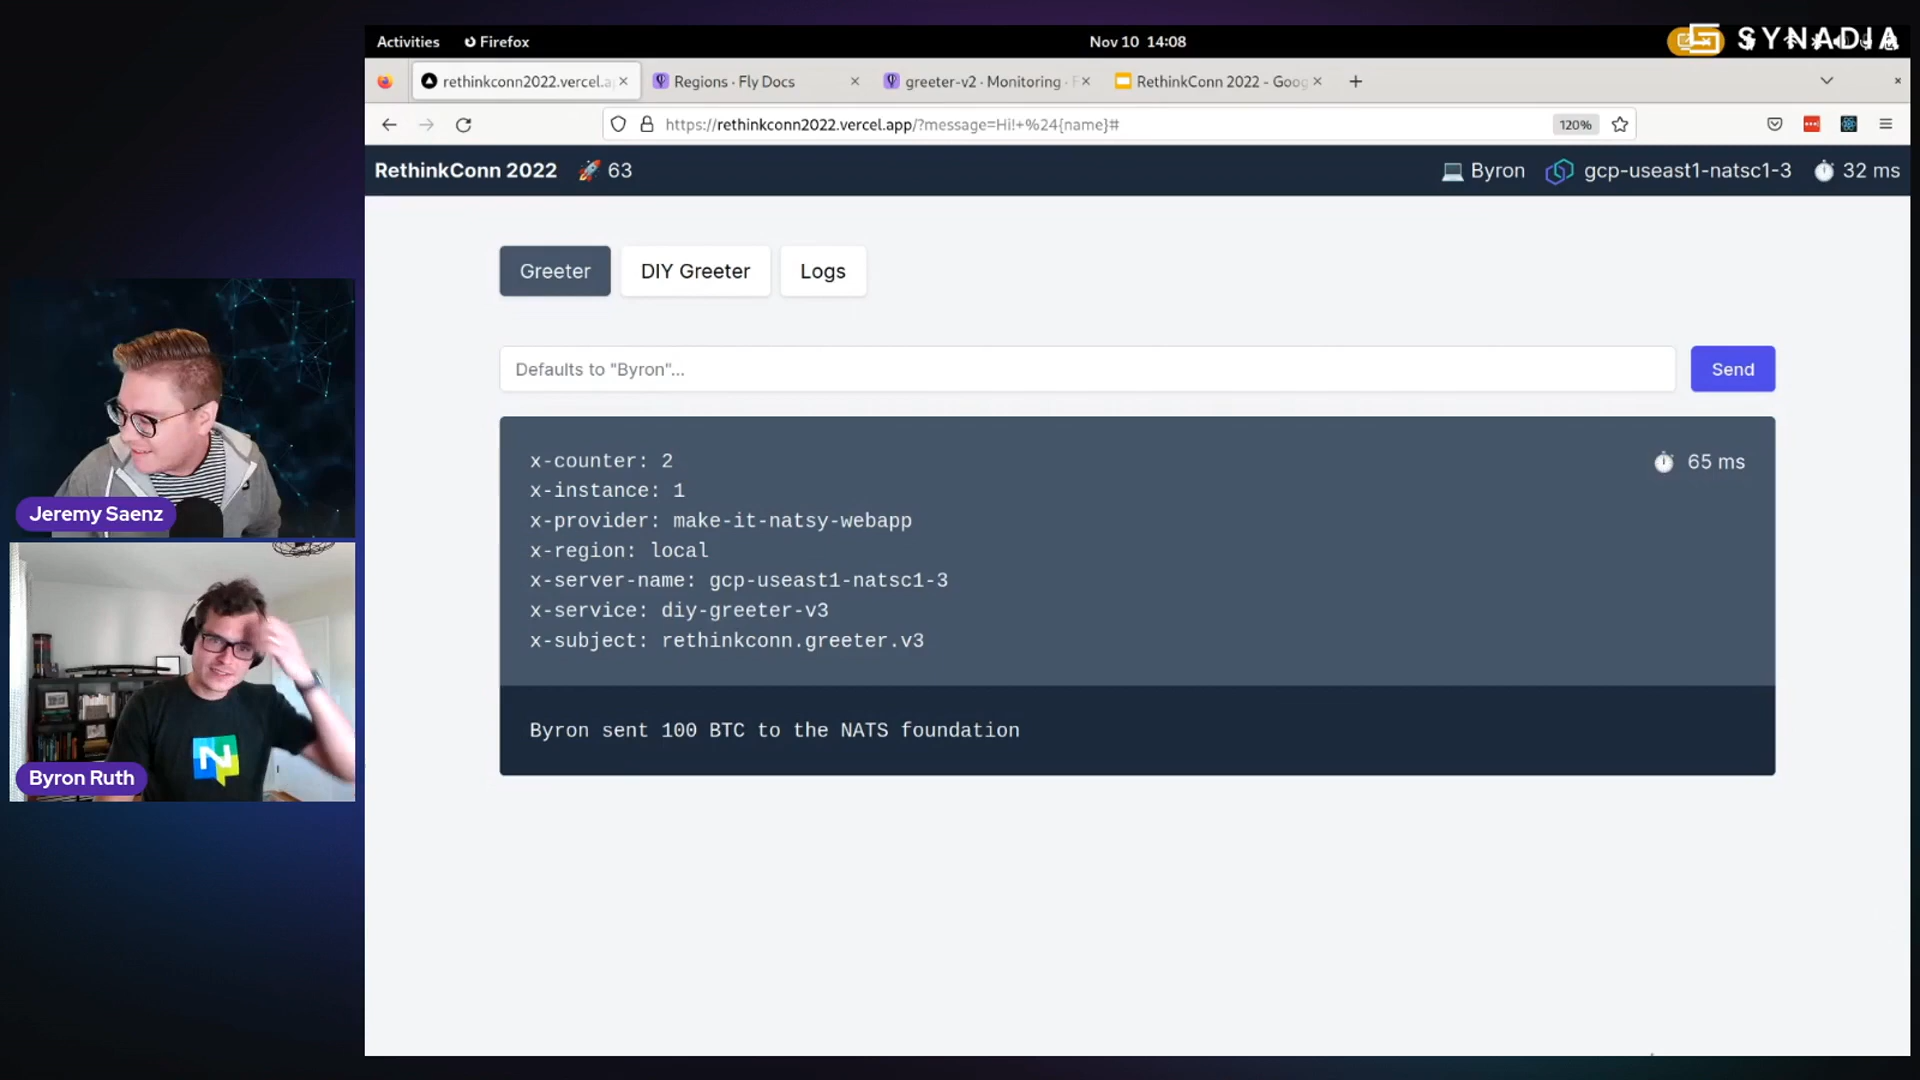 Activities
Firefox
Nov 10 14:08
SYNADIA
rethinkconn2022.vercel.a
Regions · Fly Docs
greeter-v2 · Monitoring · F
RethinkConn 2022 - Goog
https://rethinkconn2022.vercel.app/?message=Hi!+%24{name}#
120%
RethinkConn 2022
63
Byron
gcp-useast1-natsc1-3
32 ms
Greeter
DIY Greeter
Logs
Defaults to "Byron"...
Send
x-counter: 2
65 ms
x-instance: 1
x-provider: make-it-natsy-webapp
x-region: local
x-server-name: gcp-useast1-natsc1-3
x-service: diy-greeter-v3
x-subject: rethinkconn.greeter.v3
Byron sent 100 BTC to the NATS foundation
Jeremy Saenz
N
Byron Ruth